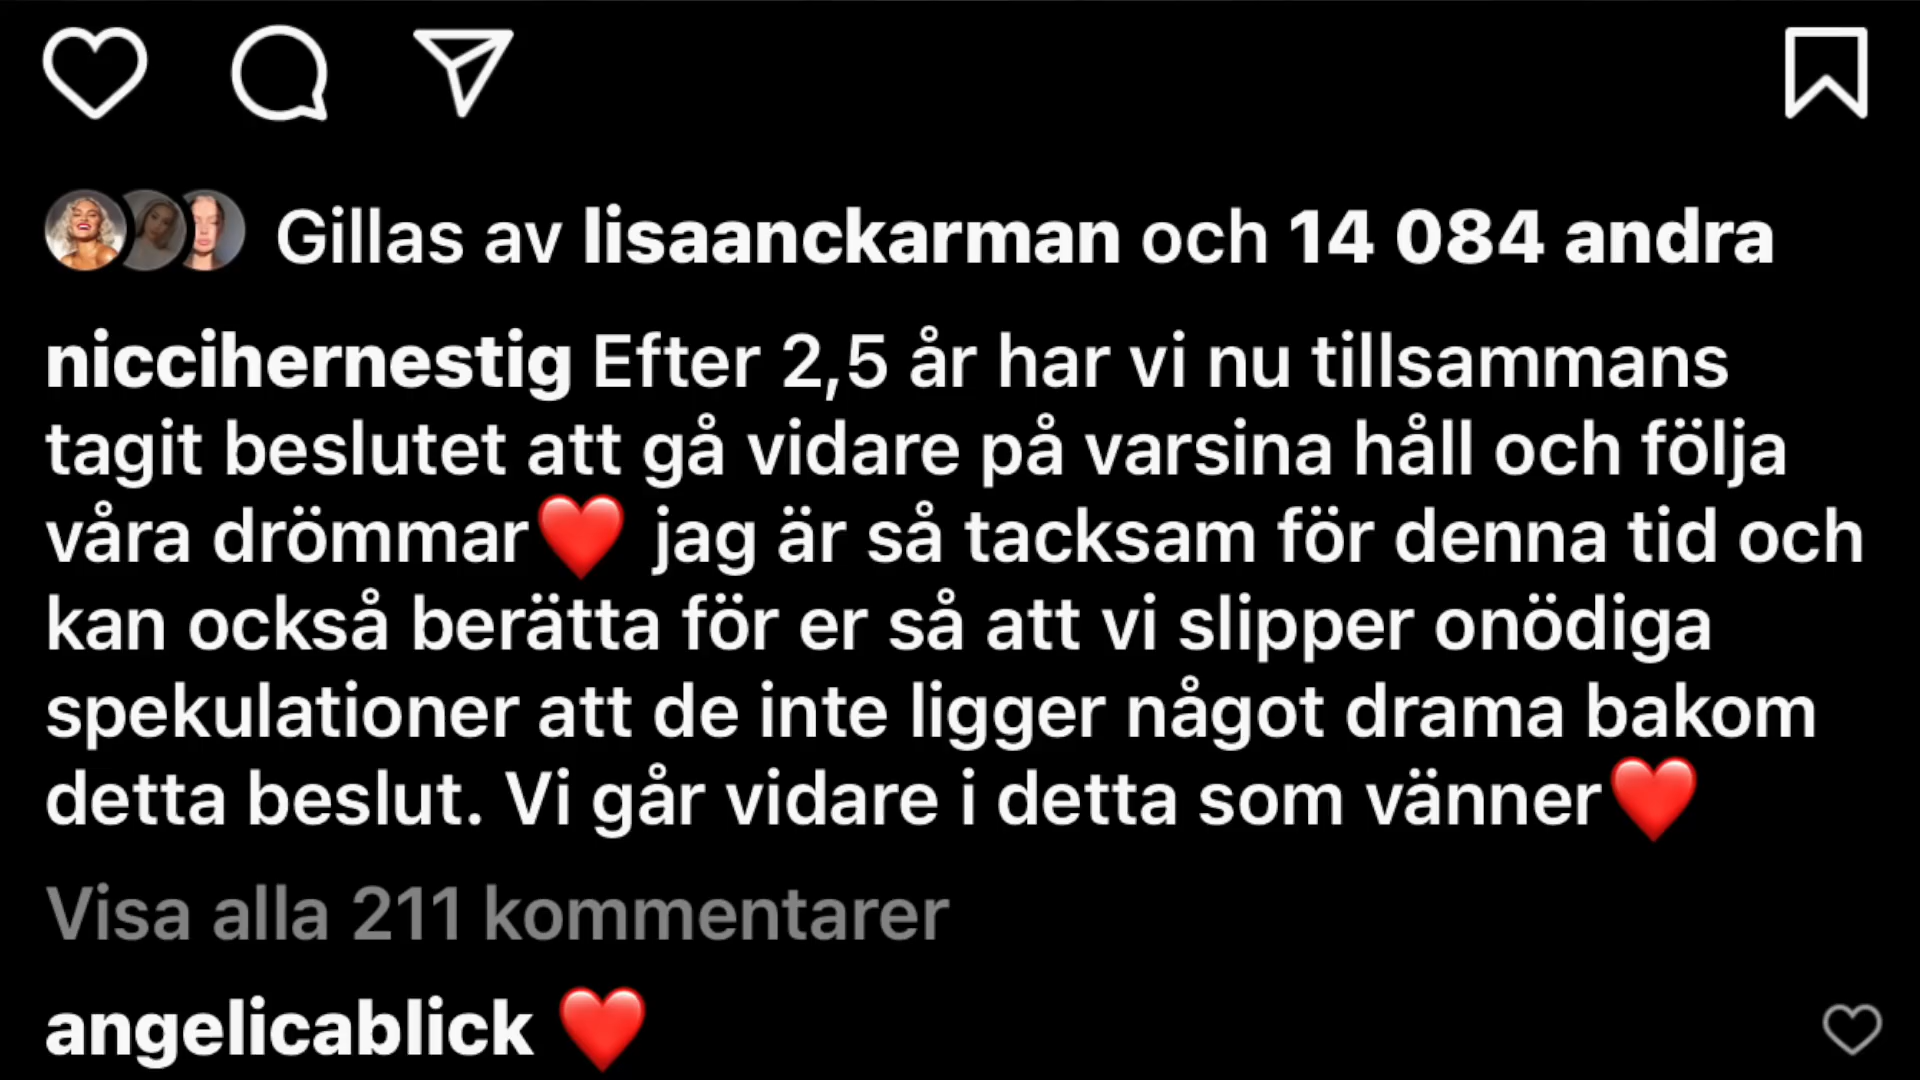 Gillas av lisaanckarman och 14 084 andra
niccihernestig Efter 2,5 år har vi nu tillsammans
tagit beslutet att gå vidare på varsina håll och följa
våra drömmar❤️ jag är så tacksam för denna tid och
kan också berätta för er så att vi slipper onödiga
spekulationer att de inte ligger något drama bakom
detta beslut. Vi går vidare i detta som vänner❤️
Visa alla 211 kommentarer
angelicablick ❤️